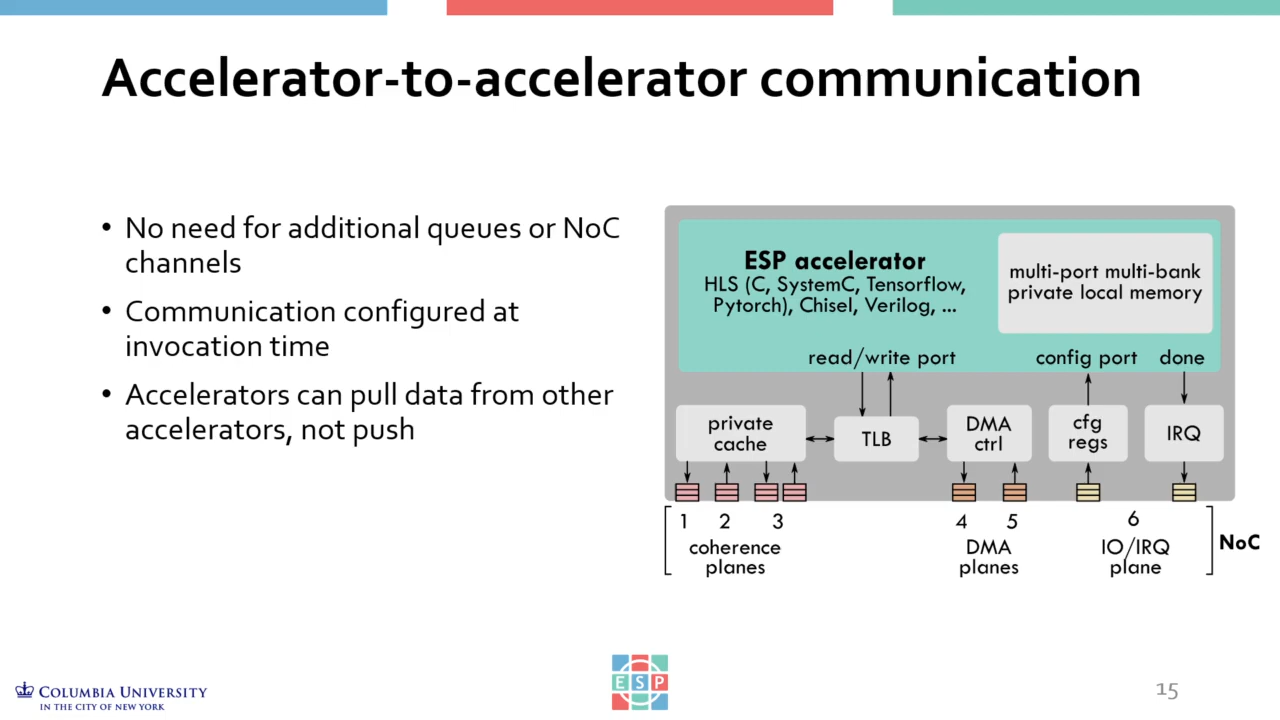 Accelerator-to-accelerator communication
• No need for additional queues or NoC
channels
• Communication configured at
invocation time
• Accelerators can pull data from other
accelerators, not push
ESP accelerator
HLS (C, SystemC, Tensorflow,
Pytorch), Chisel, Verilog, ...
multi-port multi-bank
private local memory
read/write port
config port
done
private
cache
TLB
DMA
ctrl
cfg
regs
IRQ
1 2 3
coherence
planes
4 5
DMA
planes
6
IO/IRQ
plane
NoC
COLUMBIA UNIVERSITY
IN THE CITY OF NEW YORK
ESP
15